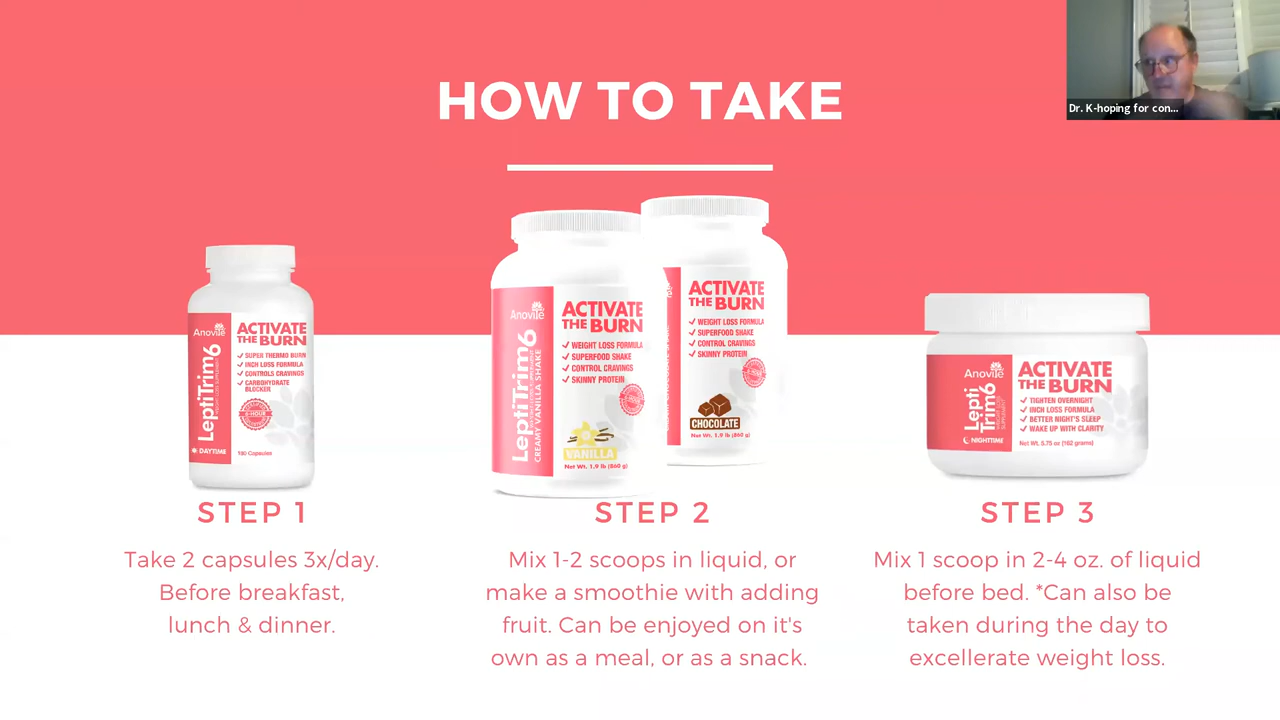 HOW TO TAKE
Dr. K-hoping for con...
Anovite
LeptiTrim6
DAYTIME
ACTIVATE
THE BURN
SUPER THERMO BURN
INCH LOSS FORMULA
CONTROLS CRAVINGS
CARBOHYDRATE
BLOCKER
180 Capsules
Anovite
LeptiTrim6
CREAMY VANILLA SHAKE
ACTIVATE
THE BURN
WEIGHT LOSS FORMULA
SUPERFOOD SHAKE
CONTROL CRAVINGS
SKINNY PROTEIN
VANILLA
Net Wt. 1.9 lb (860 g)
ACTIVATE
THE BURN
WEIGHT LOSS FORMULA
SUPERFOOD SHAKE
CONTROL CRAVINGS
SKINNY PROTEIN
CHOCOLATE
Net Wt. 1.9 lb (860 g)
Anovite
Lepti
Trim6
NIGHTTIME
ACTIVATE
THE BURN
TIGHTEN OVERNIGHT
INCH LOSS FORMULA
BETTER NIGHT'S SLEEP
WAKE UP WITH CLARITY
Net Wt. 5.75 oz (162 grams)
STEP 1
Take 2 capsules 3x/day.
Before breakfast,
lunch & dinner.
STEP 2
Mix 1-2 scoops in liquid, or
make a smoothie with adding
fruit. Can be enjoyed on it's
own as a meal, or as a snack.
STEP 3
Mix 1 scoop in 2-4 oz. of liquid
before bed. *Can also be
taken during the day to
excellerate weight loss.